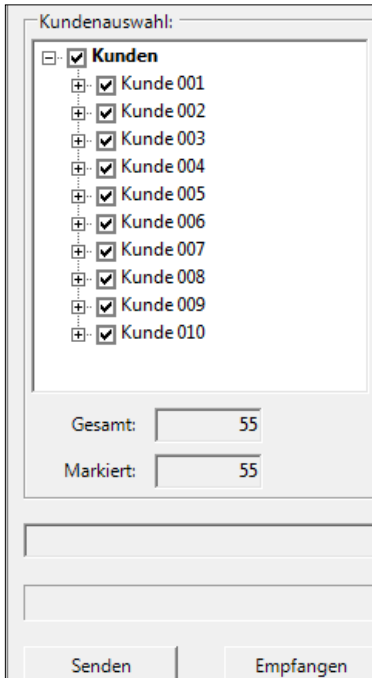 Kundenauswahl:
Kunden
Kunde 001
Kunde 002
Kunde 003
Kunde 004
Kunde 005
Kunde 006
Kunde 007
Kunde 008
Kunde 009
Kunde 010
Gesamt: 55
Markiert: 55
Senden Empfangen